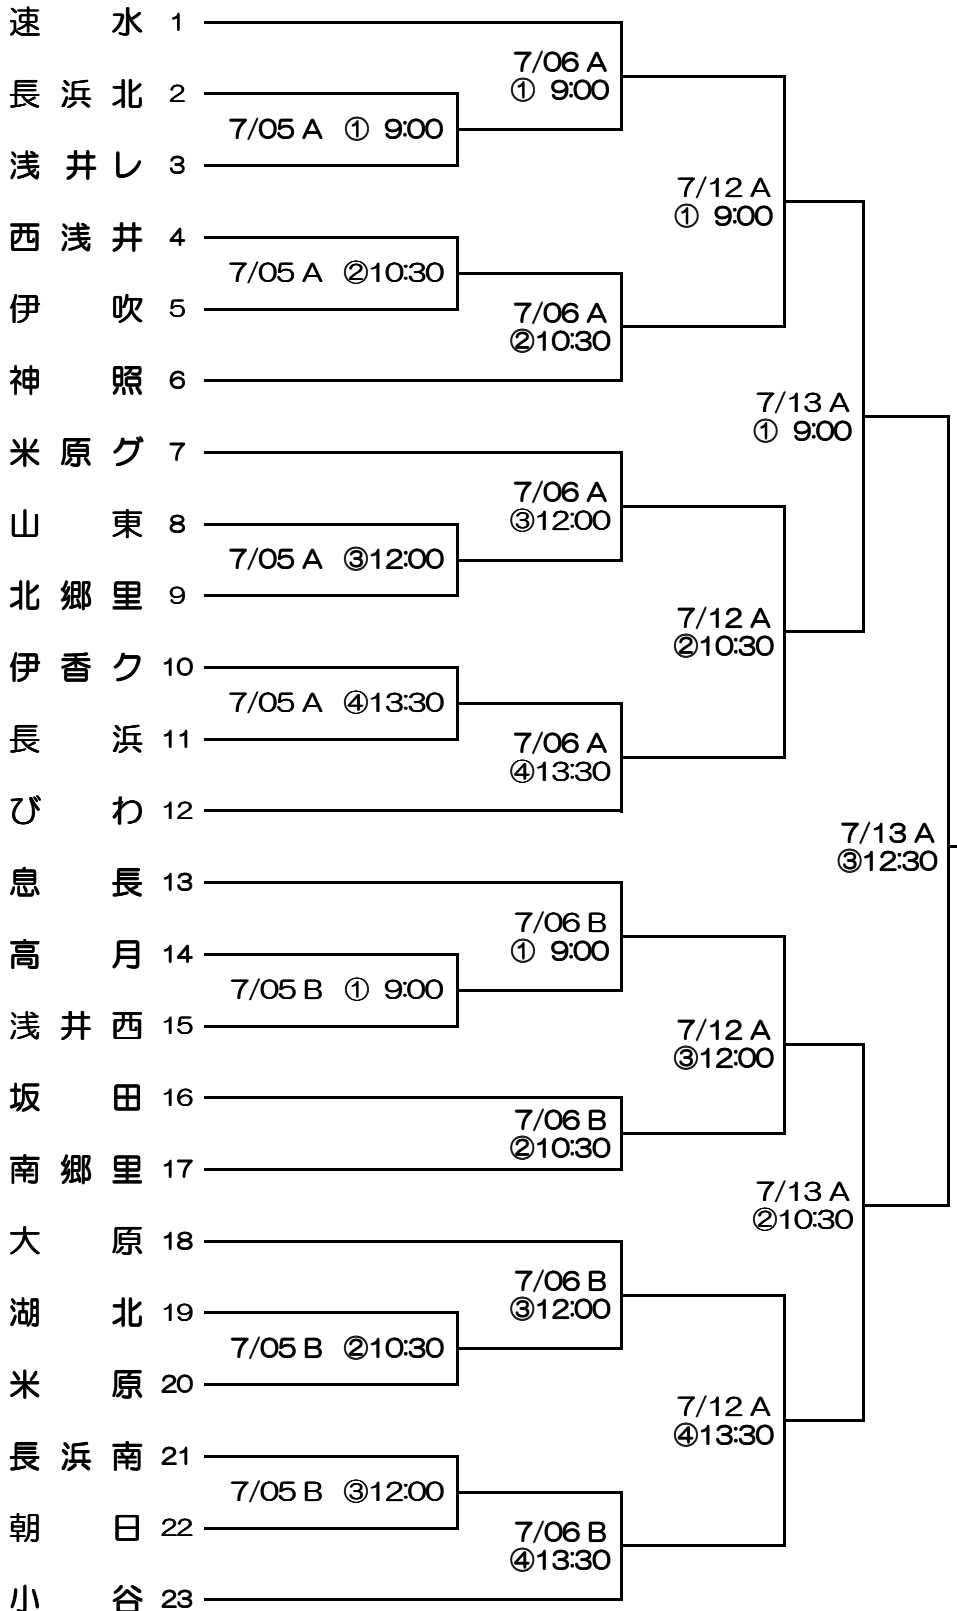 速水 1
7/06 A
① 9:00
長浜北 2
7/05 A ① 9:00
浅井レ 3
7/12 A
① 9:00
西浅井 4
7/05 A ②10:30
伊吹 5
7/06 A
②10:30
神照 6
7/13 A
① 9:00
米原グ 7
7/06 A
③12:00
山東 8
7/05 A ③12:00
北郷里 9
7/12 A
②10:30
伊香ク 10
7/05 A ④13:30
長浜 11
7/06 A
④13:30
びわ 12
7/13 A
③12:30
息長 13
7/06 B
① 9:00
高月 14
7/05 B ① 9:00
浅井西 15
7/12 A
③12:00
坂田 16
7/06 B
②10:30
南郷里 17
7/13 A
②10:30
大原 18
7/06 B
③12:00
湖北 19
7/05 B ②10:30
米原 20
7/12 A
④13:30
長浜南 21
7/05 B ③12:00
朝日 22
7/06 B
④13:30
小谷 23